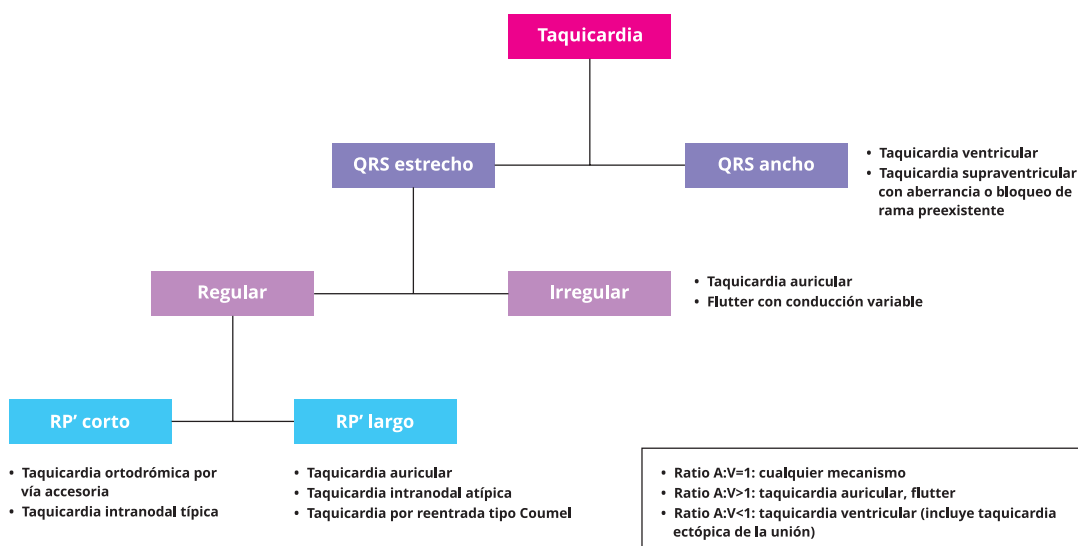 Taquicardia
QRS estrecho
QRS ancho
• Taquicardia ventricular
• Taquicardia supraventricular
con aberrancia o bloqueo de
rama preexistente
Regular
Irregular
• Taquicardia auricular
• Flutter con conducción variable
RP’ corto
RP’ largo
• Taquicardia ortodrómica por
vía accesoria
• Taquicardia intranodal típica
• Taquicardia auricular
• Taquicardia intranodal atípica
• Taquicardia por reentrada tipo Coumel
• Ratio A:V=1: cualquier mecanismo
• Ratio A:V>1: taquicardia auricular, flutter
• Ratio A:V<1: taquicardia ventricular (incluye taquicardia
ectópica de la unión)